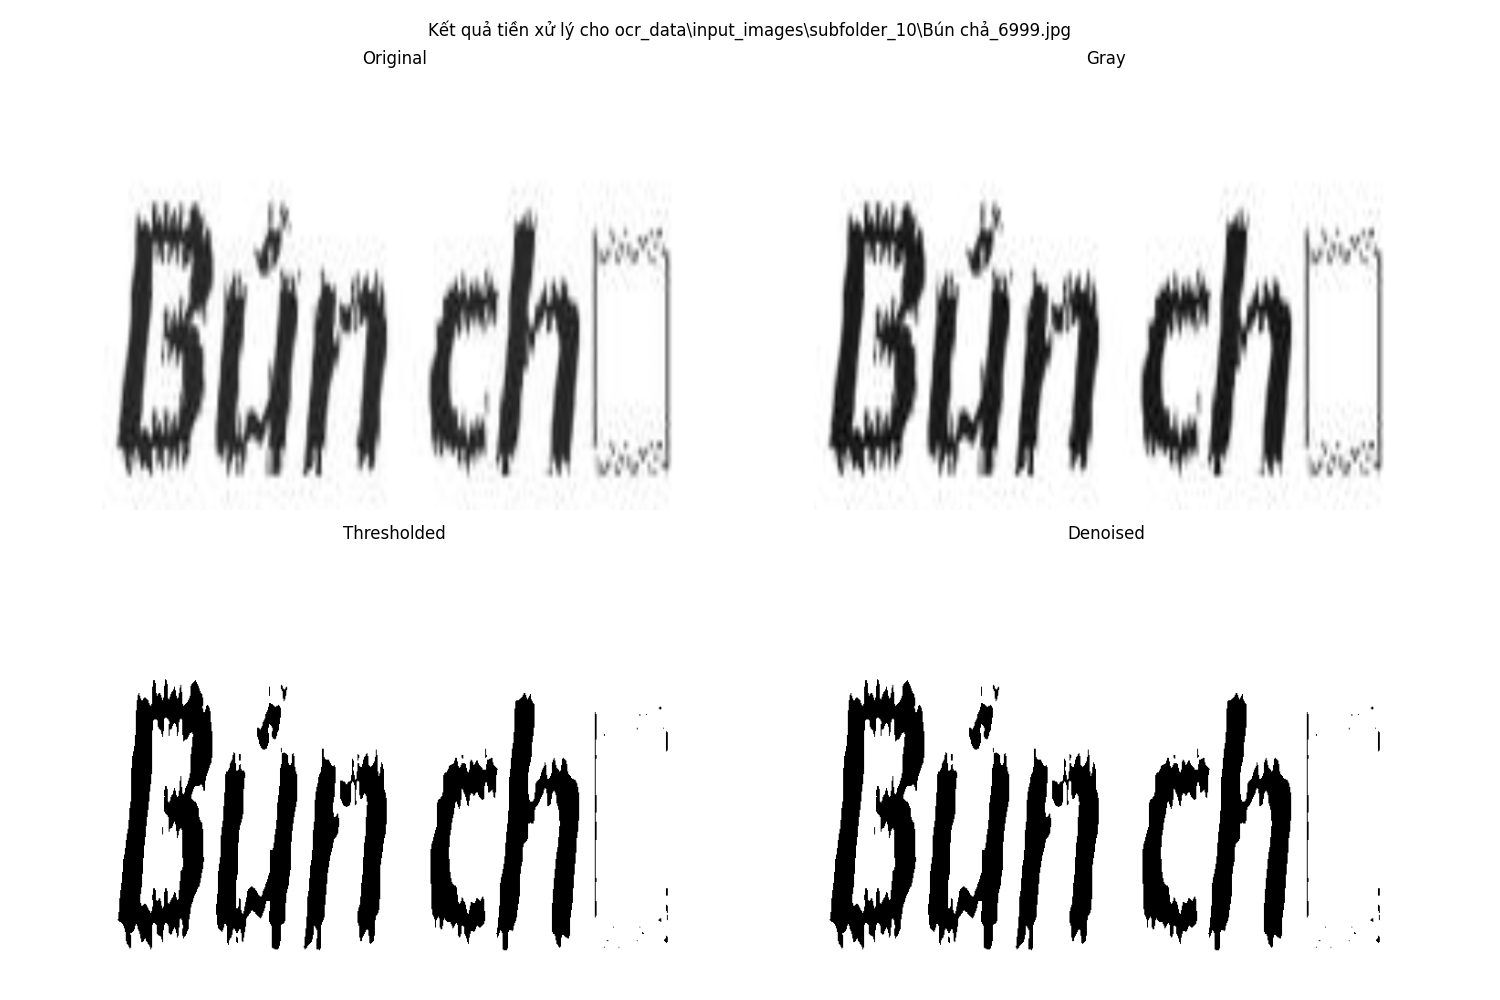 Kết quả tiền xử lý cho ocr_data\input_images\subfolder_10\Bún chả_6999.jpg
Original
Gray
Bún ch□
Bún ch□
Thresholded
Denoised
Bún ch
Bún ch